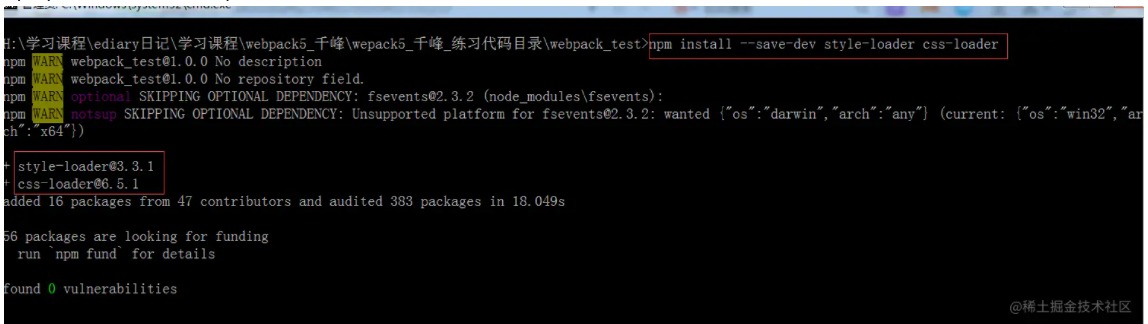 H:\学习课程\ediary日记\学习课程\webpack5_千峰\wepack5_千峰_练习代码目录\webpack_test>npm install --save-dev style-loader css-loader
npm WARN webpack_test@1.0.0 No description
npm WARN webpack_test@1.0.0 No repository field.
npm WARN optional SKIPPING OPTIONAL DEPENDENCY: fsevents@2.3.2 (node_modules\fsevents):
npm WARN notsup SKIPPING OPTIONAL DEPENDENCY: Unsupported platform for fsevents@2.3.2: wanted {"os":"darwin","arch":"any"} (current: {"os":"win32","ar
ch":"x64"})
+ style-loader@3.3.1
+ css-loader@6.5.1
added 16 packages from 47 contributors and audited 383 packages in 18.049s
56 packages are looking for funding
run `npm fund` for details
found 0 vulnerabilities
@稀土掘金技术社区